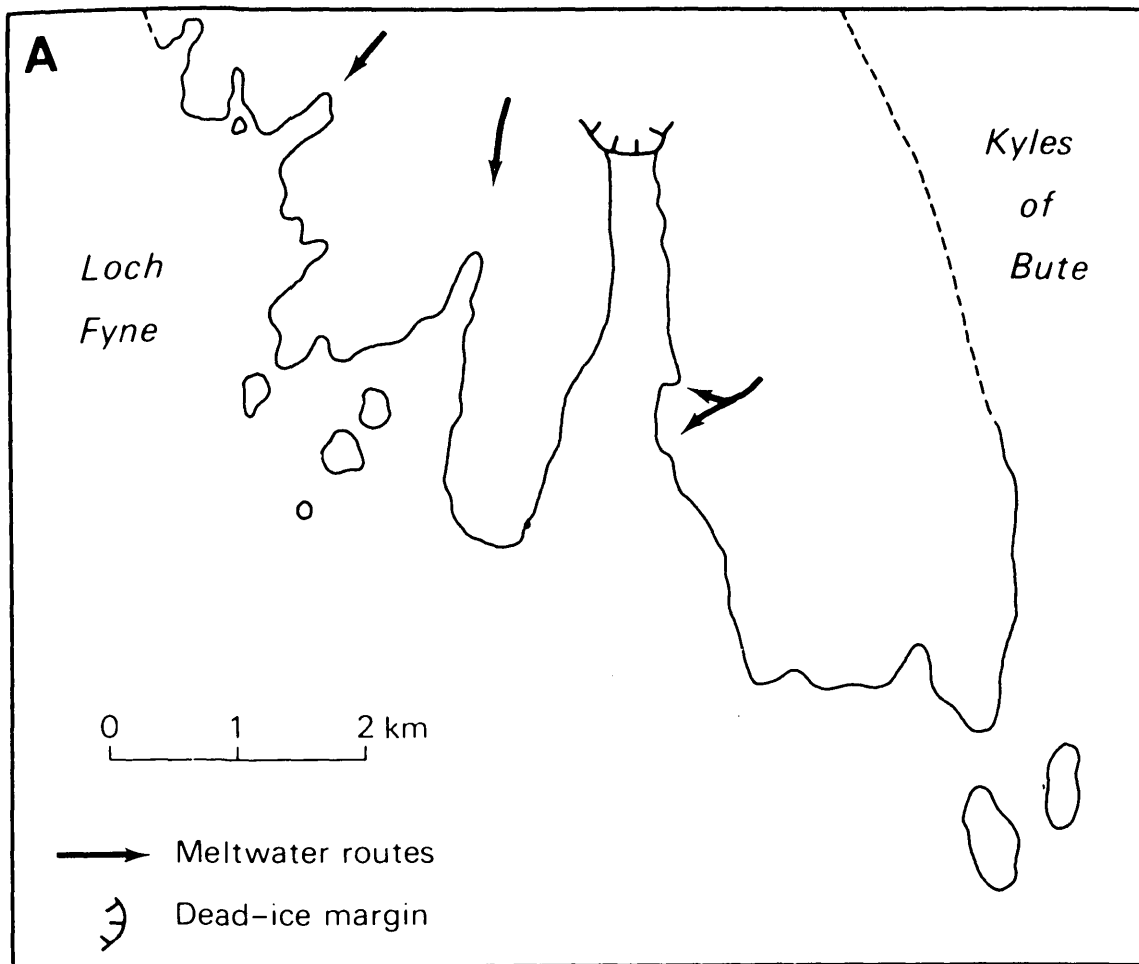 A
Kyles
of
Bute
Loch
Fyne
0 1 2 km
Meltwater routes
Dead-ice margin